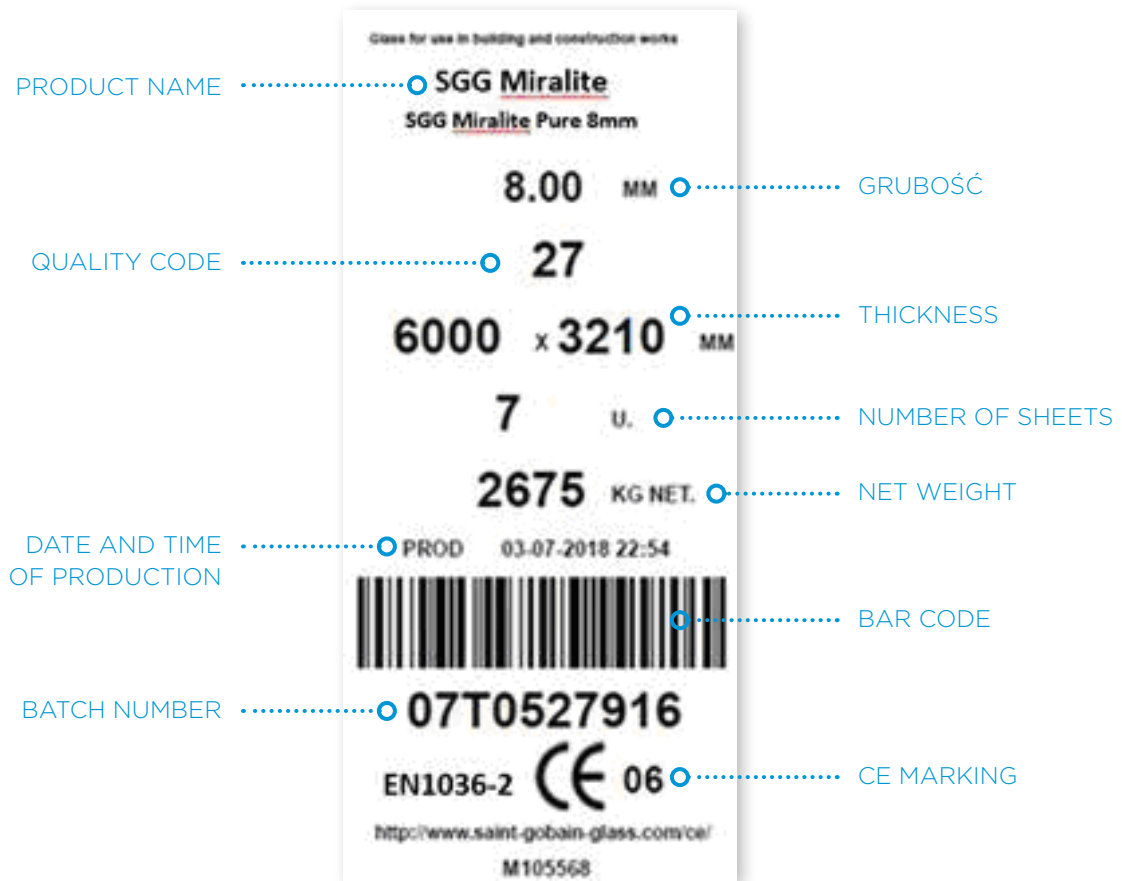 Glass for use in building and construction works
PRODUCT NAME
SGG Miralite
SGG Miralite Pure 8mm
8.00 MM
GRUBOŚĆ
QUALITY CODE
27
6000 x 3210 MM
THICKNESS
7 U.
NUMBER OF SHEETS
2675 KG NET.
NET WEIGHT
DATE AND TIME
OF PRODUCTION
PROD 03-07-2018 22:54
BAR CODE
BATCH NUMBER
07T0527916
EN1036-2 CE 06
CE MARKING
http://www.saint-gobain-glass.com/ce/
M105568